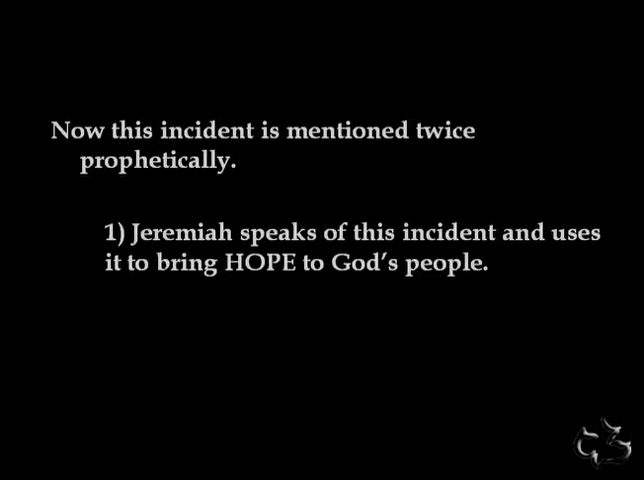 Now this incident is mentioned twice
prophetically.
1) Jeremiah speaks of this incident and uses
it to bring HOPE to God's people.